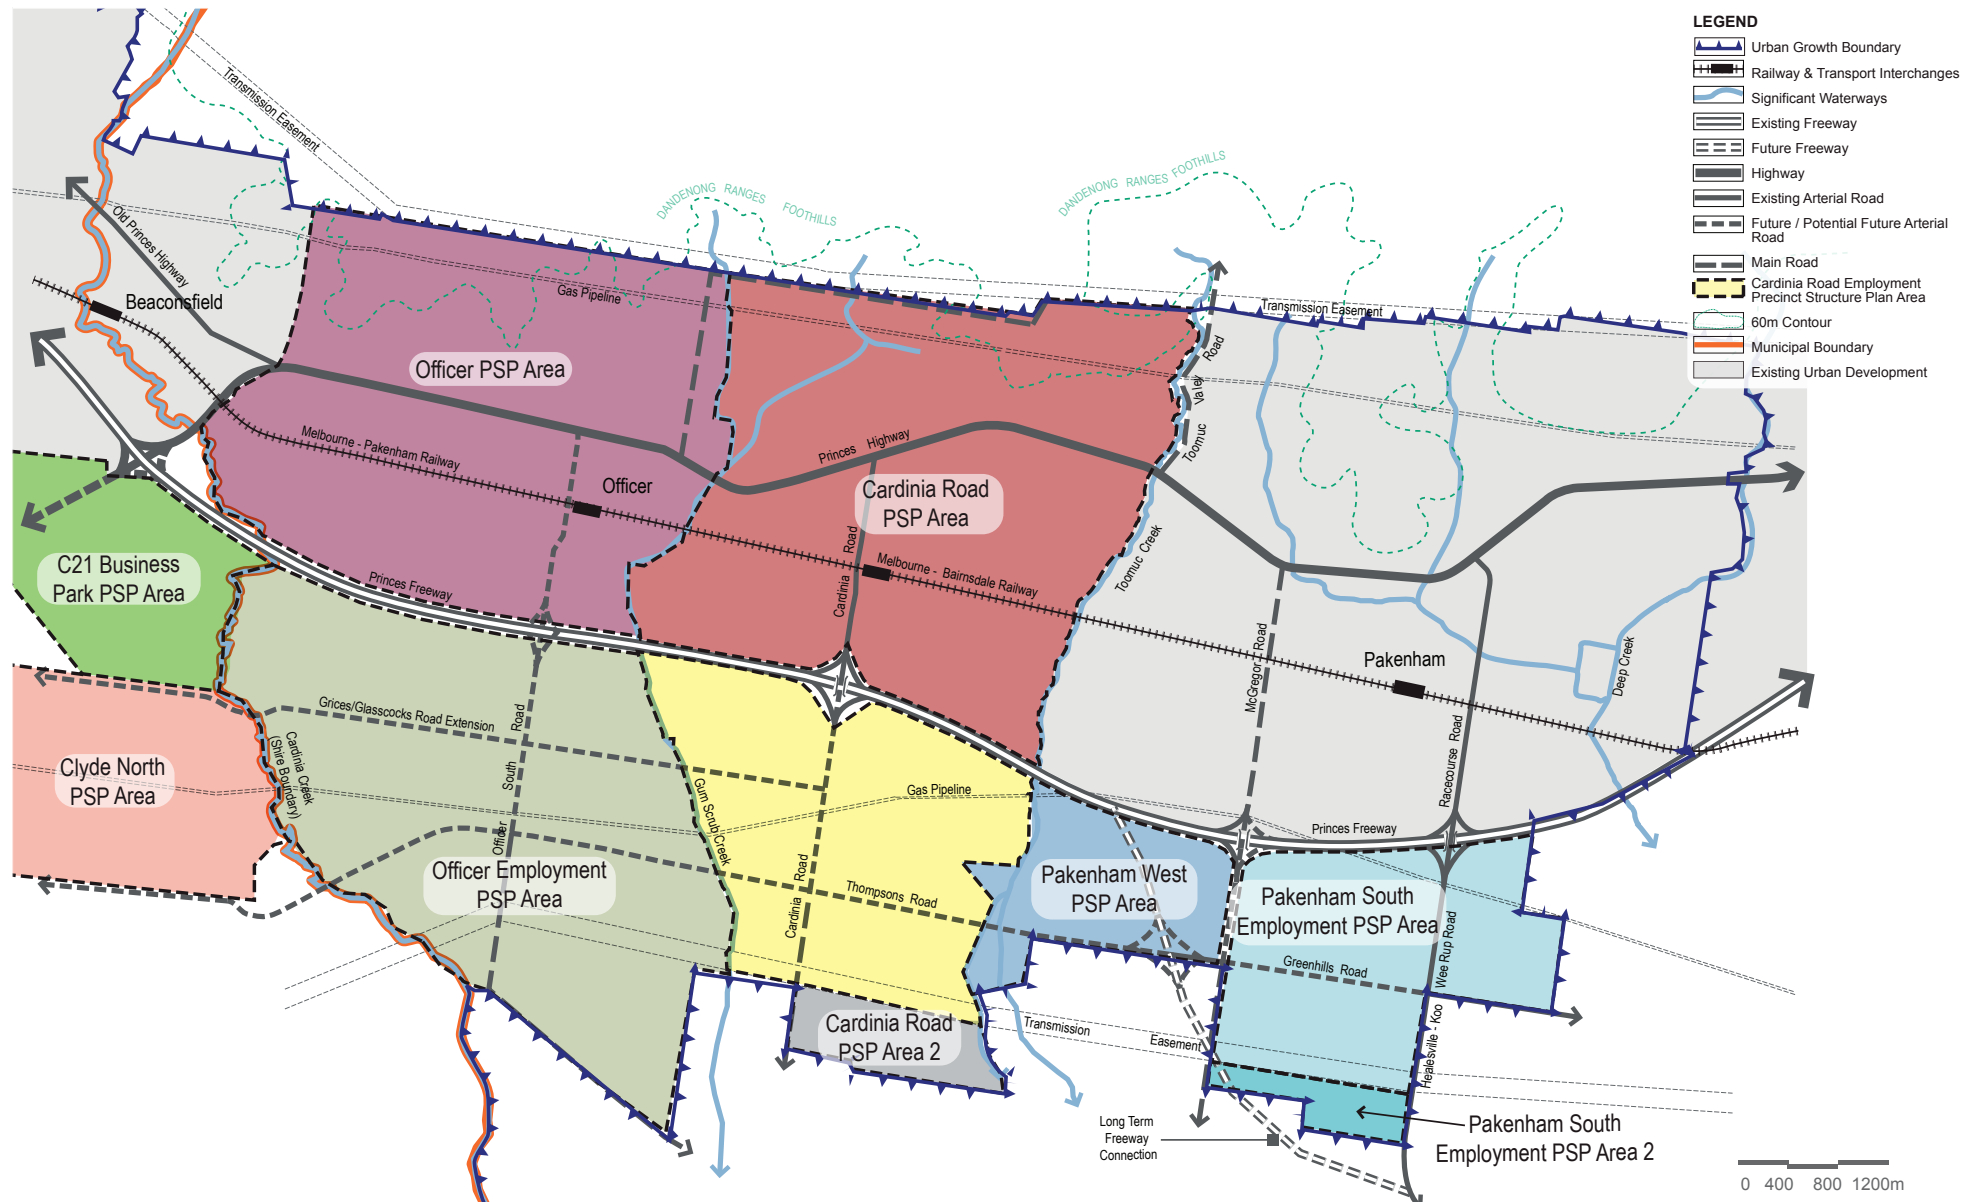 LEGEND
Urban Growth Boundary
Railway & Transport Interchanges
Significant Waterways
Existing Freeway
Future Freeway
Highway
Existing Arterial Road
Future / Potential Future Arterial
Road
Main Road
Cardinia Road Employment
Precinct Structure Plan Area
60m Contour
Municipal Boundary
Existing Urban Development
Transmission Easement
DANDENONG RANGES FOOTHILLS
DANDENONG RANGES FOOTHILLS
Old Princes Highway
Beaconsfield
Gas Pipeline
Transmission Easement
Officer PSP Area
Toomuc Valey Road
Melbourne - Pakenham Railway
Princes Highway
Officer
Cardinia Road
PSP Area
Cardinia Road
Melbourne - Bairnsdale Railway
Toomuc Creek
C21 Business
Park PSP Area
Princes Freeway
McGregor Road
Pakenham
Deep Creek
Racecourse Road
Grices/Glasscocks Road Extension
Officer South Road
Cardinia Creek
(Shire Boundary)
Clyde North
PSP Area
Gum Scrub Creek
Gas Pipeline
Princes Freeway
Cardinia Road
Thompsons Road
Officer Employment
PSP Area
Pakenham West
PSP Area
Pakenham South
Employment PSP Area
Greenhills Road
Healesville - Koo Wee Rup Road
Cardinia Road
PSP Area 2
Transmission Easement
Long Term
Freeway
Connection
Pakenham South
Employment PSP Area 2
0 400 800 1200m